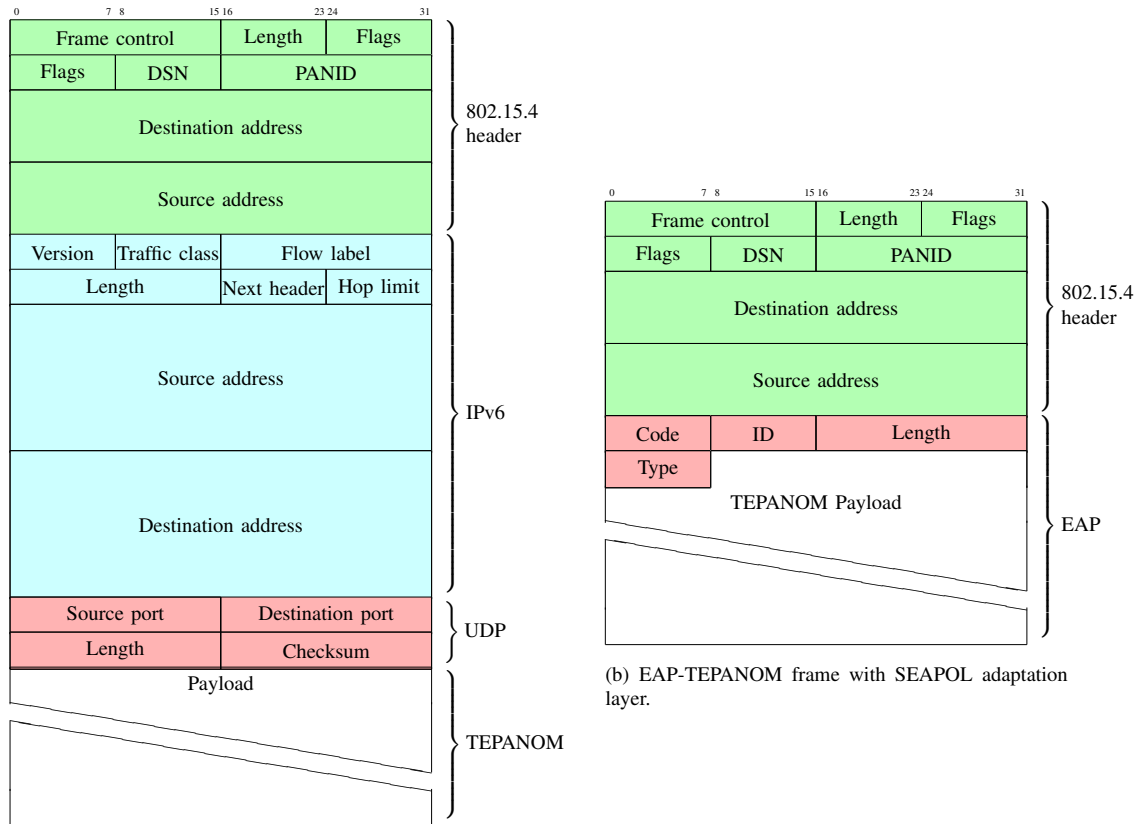 0 7 8 15 16 23 24 31
Frame control Length Flags
Flags DSN PANID
Destination address
Source address
802.15.4
header
Version Traffic class Flow label
Length Next header Hop limit
Source address
Destination address
IPv6
Source port Destination port
Length Checksum
UDP
Payload
TEPANOM
0 7 8 15 16 23 24 31
Frame control Length Flags
Flags DSN PANID
Destination address
Source address
802.15.4
header
Code ID Length
Type
TEPANOM Payload
EAP
(b) EAP-TEPANOM frame with SEAPOL adaptation
layer.